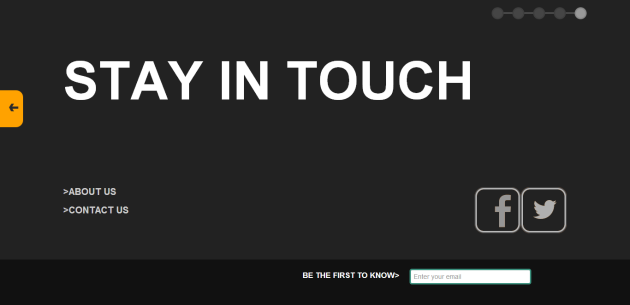 STAY IN TOUCH
>ABOUT US
>CONTACT US
BE THE FIRST TO KNOW> Enter your email